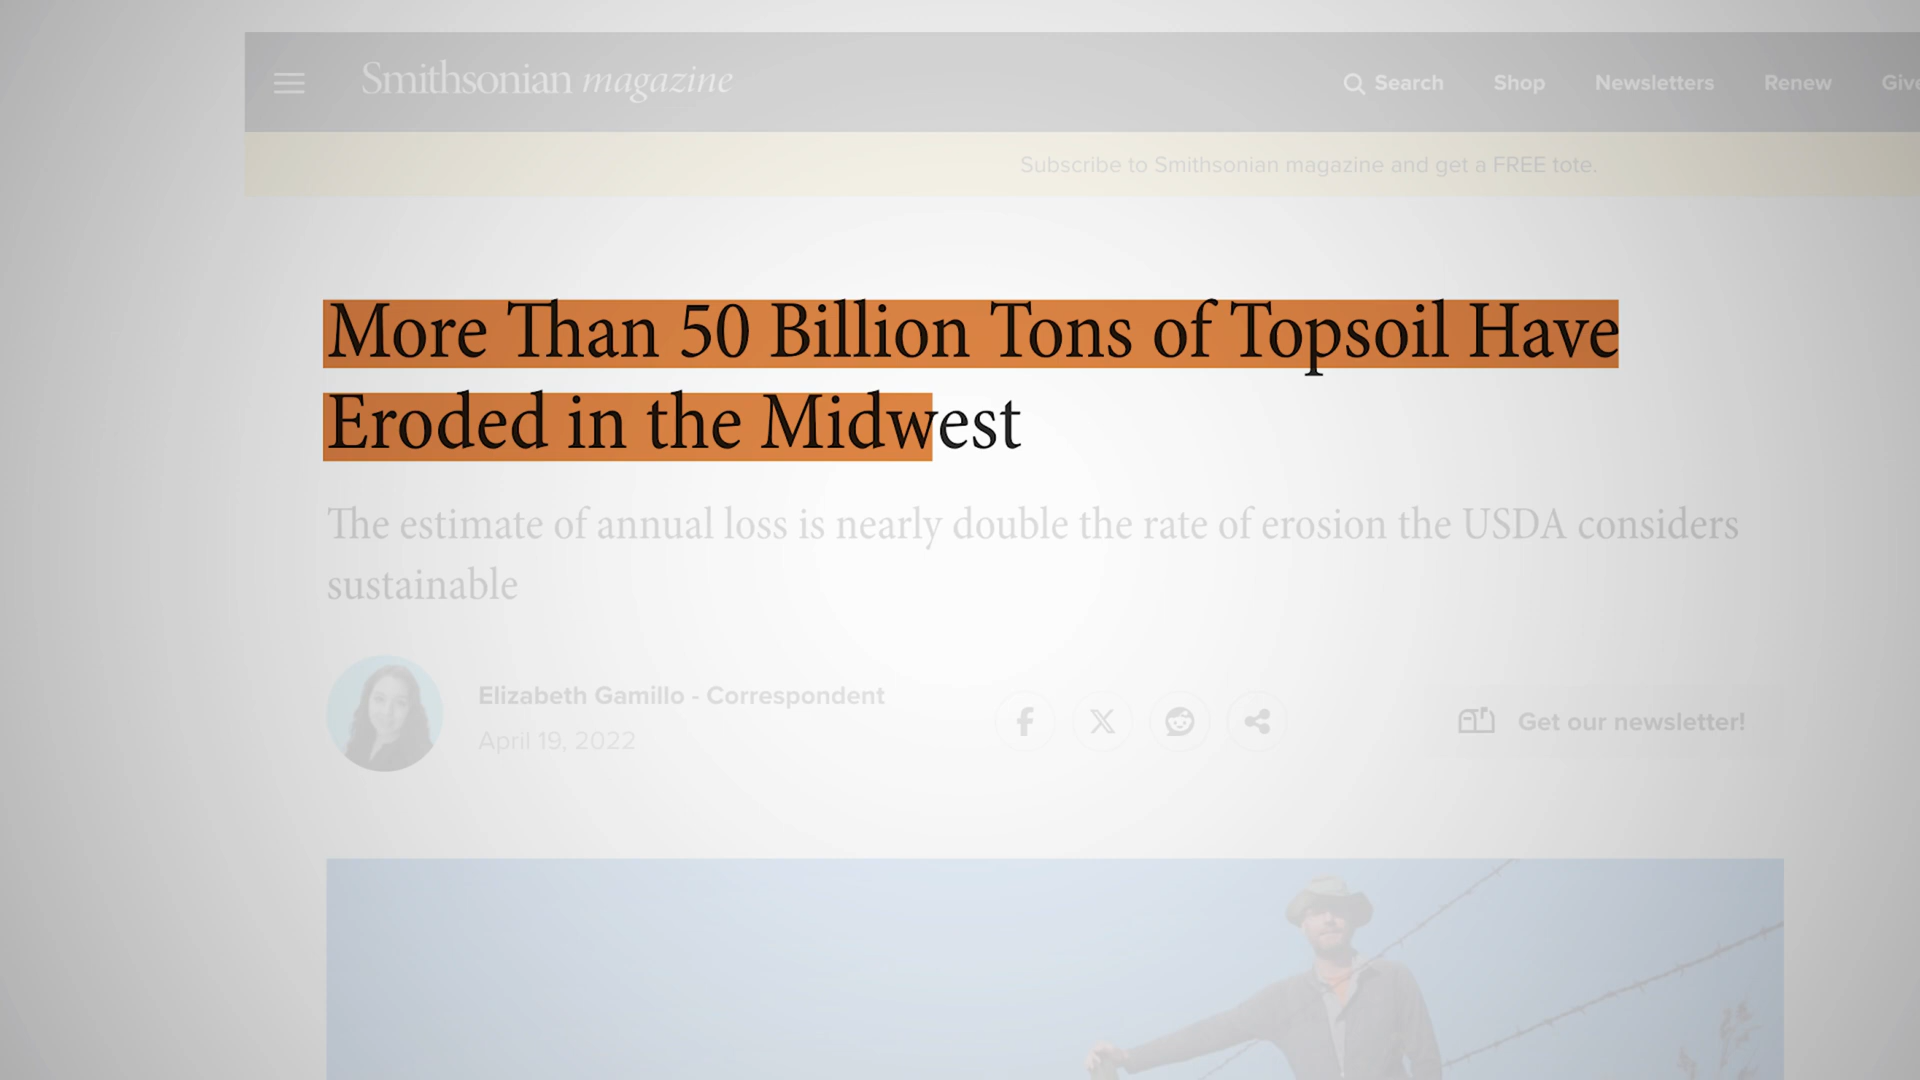 Smithsonian magazine
Search Shop Newsletters Renew Give
Subscribe to Smithsonian magazine and get a FREE tote.
More Than 50 Billion Tons of Topsoil Have
Eroded in the Midwest
The estimate of annual loss is nearly double the rate of erosion the USDA considers
sustainable
Elizabeth Gamillo - Correspondent
April 19, 2022
Get our newsletter!